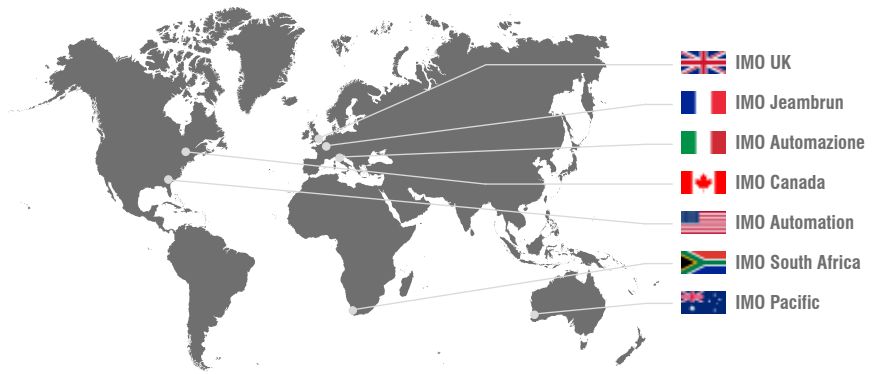 IMO UK
IMO Jeambrun
IMO Automazione
IMO Canada
IMO Automation
IMO South Africa
IMO Pacific